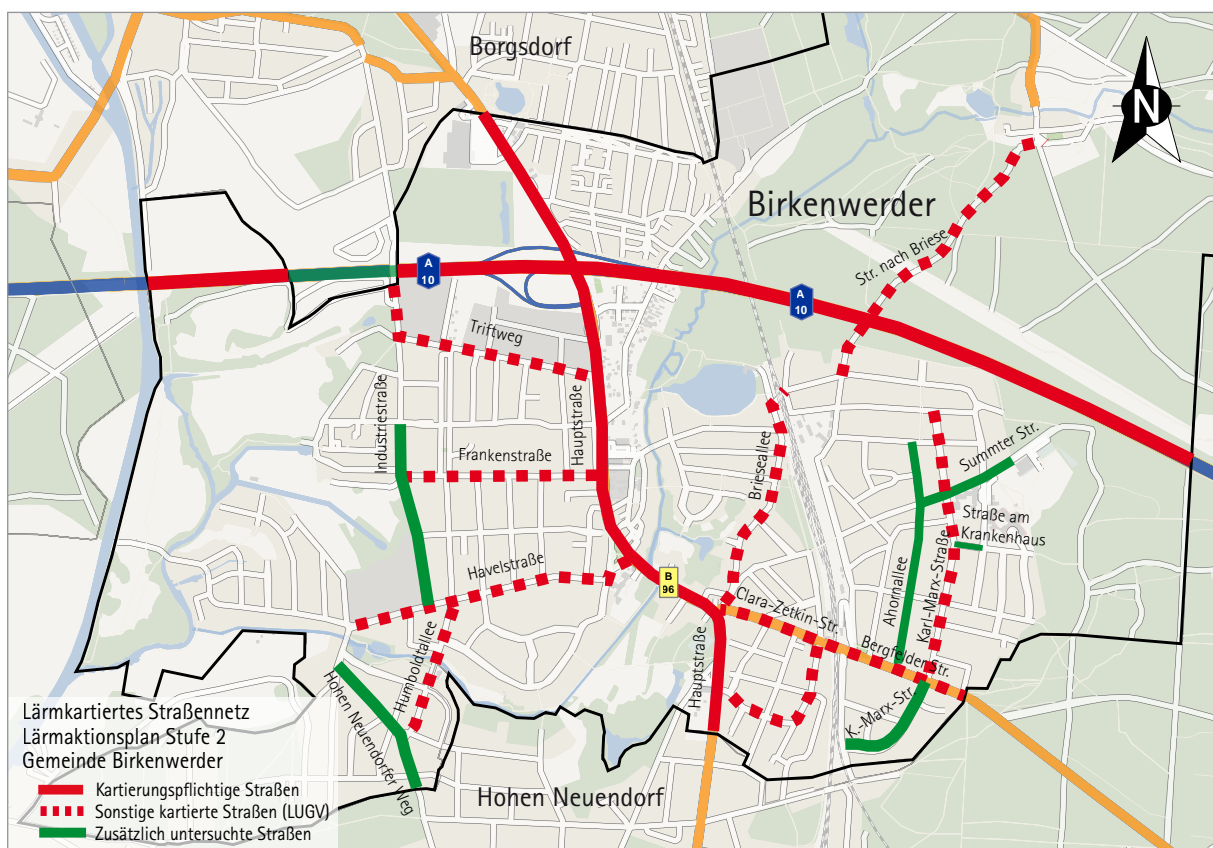 Borgsdorf
N
Birkenwerder
Str. nach Briese
A
10
A
10
Triftweg
Hauptstraße
Industriestraße
Frankenstraße
Brieseallee
Summter Str.
Straße am
Krankenhaus
Havelstraße
B
96
Ahornallee
Karl-Marx-Straße
Clara-Zetkin-Str.
Bergfelder Str.
Humboldtallee
Hauptstraße
K.-Marx-Str.
Hohen Neuendorfer Weg
Hohen Neuendorf
Lärmkartiertes Straßennetz
Lärmaktionsplan Stufe 2
Gemeinde Birkenwerder
Kartierungspflichtige Straßen
Sonstige kartierte Straßen (LUGV)
Zusätzlich untersuchte Straßen